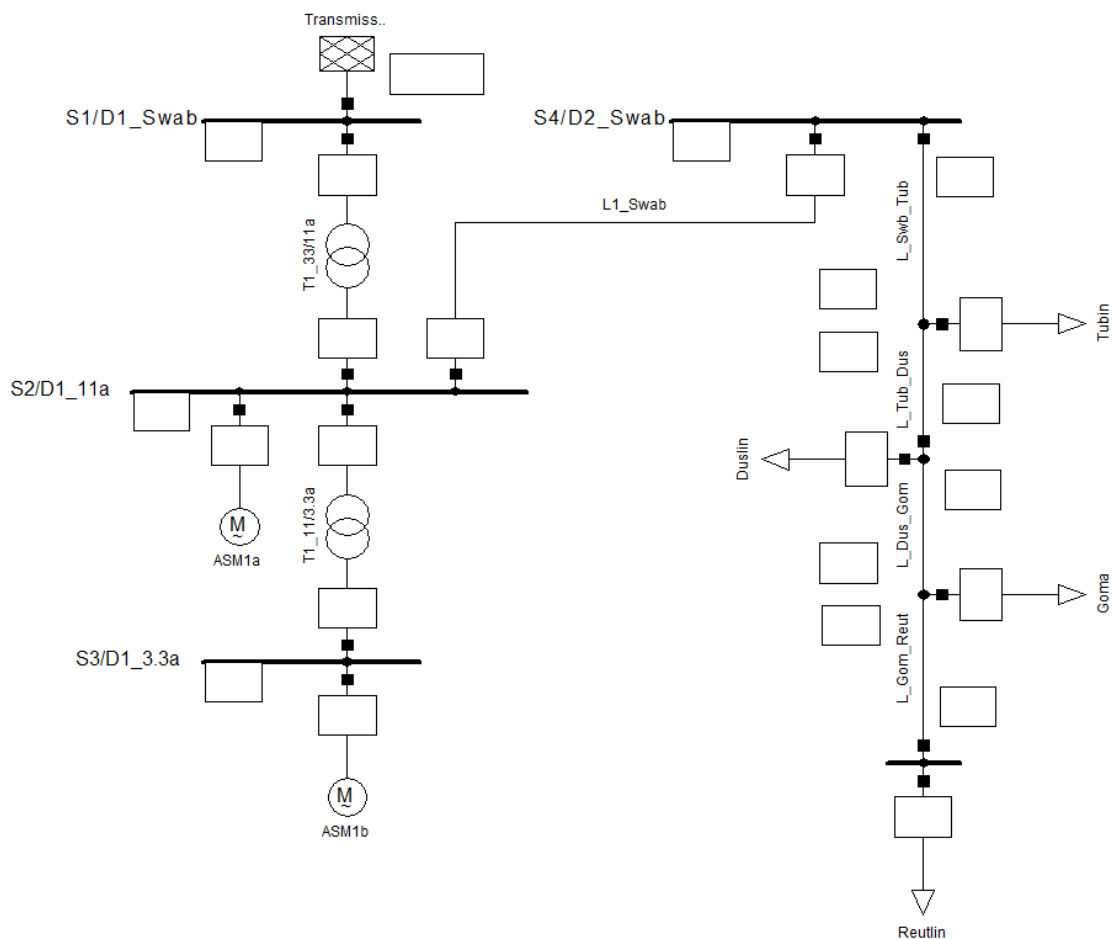 Transmiss..
S1/D1_Swab
S4/D2_Swab
L1_Swab
L_Swb_Tub
T1_33/11a
Tubin
S2/D1_11a
L_Tub_Dus
Duslin
M
~
ASM1a
T1_11/3.3a
L_Dus_Gom
Goma
S3/D1_3.3a
L_Gom_Reut
M
~
ASM1b
Reutlin